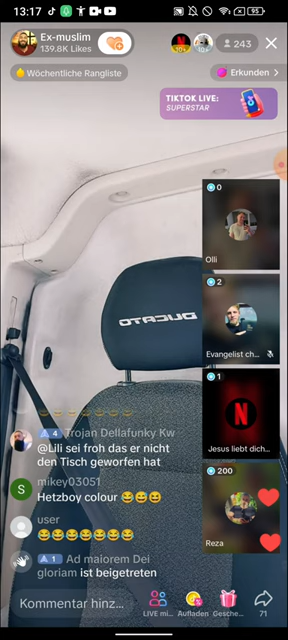 13:17
95
Ex-muslim
139.8K Likes
10+
10+
243
Wöchentliche Rangliste
Erkunden >
TIKTOK LIVE:
SUPERSTAR
0
Olli
2
DUCATO
Evangelist ch...
1
N
Jesus liebt dich...
4 Trojan Dellafunky Kw
@Lili sei froh das er nicht
den Tisch geworfen hat
200
S
mikey03051
Hetzboy colour 😂😅😅
user
😂😂😂😂😂😂😂
Reza
1 Ad maiorem Dei
gloriam ist beigetreten
Kommentar hinz...
LIVE mi...
Aufladen
Gesche...
71